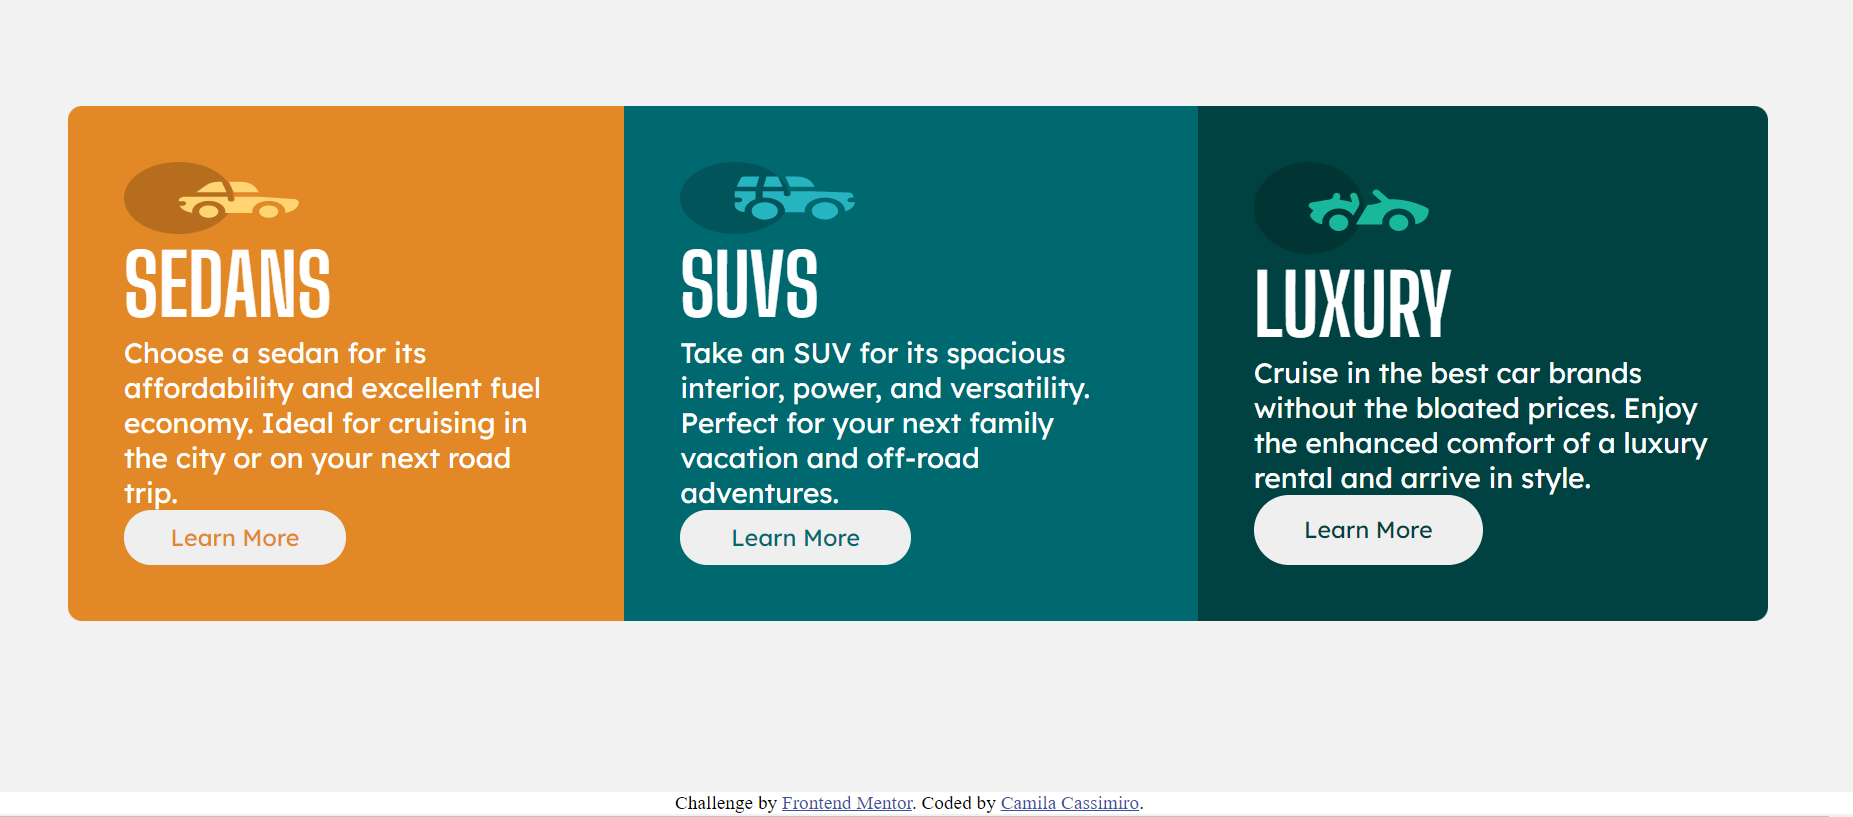 SEDANS
Choose a sedan for its
affordability and excellent fuel
economy. Ideal for cruising in
the city or on your next road
trip.
Learn More
SUVS
Take an SUV for its spacious
interior, power, and versatility.
Perfect for your next family
vacation and off-road
adventures.
Learn More
LUXURY
Cruise in the best car brands
without the bloated prices. Enjoy
the enhanced comfort of a luxury
rental and arrive in style.
Learn More
Challenge by Frontend Mentor. Coded by Camila Cassimiro.